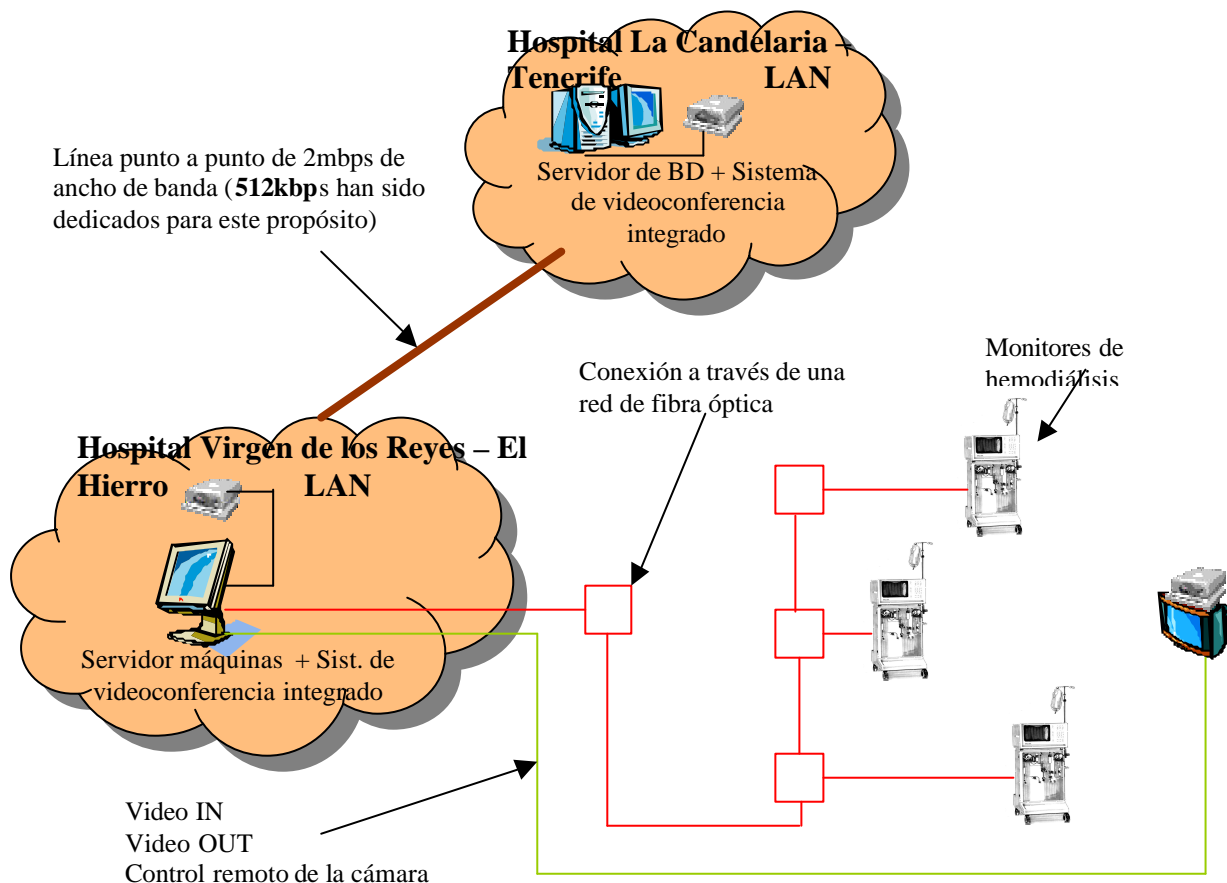 Hospital La Candelaria –
Tenerife LAN
Servidor de BD + Sistema
de videoconferencia
integrado
Línea punto a punto de 2mbps de
ancho de banda (512kbps han sido
dedicados para este propósito)
Conexión a través de una
red de fibra óptica
Monitores de
hemodiálisis
Hospital Virgen de los Reyes – El
Hierro LAN
Servidor máquinas + Sist. de
videoconferencia integrado
Video IN
Video OUT
Control remoto de la cámara